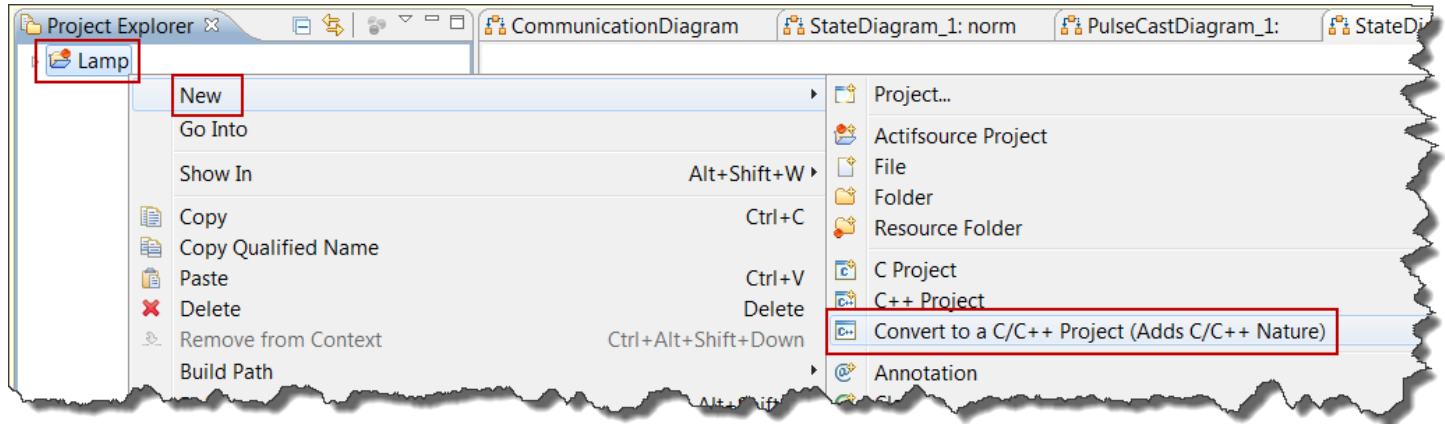 Project Explorer
CommunicationDiagram
StateDiagram_1: norm
PulseCastDiagram_1:
StateDi
Lamp
New
Go Into
Show In Alt+Shift+W
Copy Ctrl+C
Copy Qualified Name
Paste Ctrl+V
Delete Delete
Remove from Context Ctrl+Alt+Shift+Down
Build Path
Project...
Actifsource Project
File
Folder
Resource Folder
C Project
C++ Project
Convert to a C/C++ Project (Adds C/C++ Nature)
Annotation